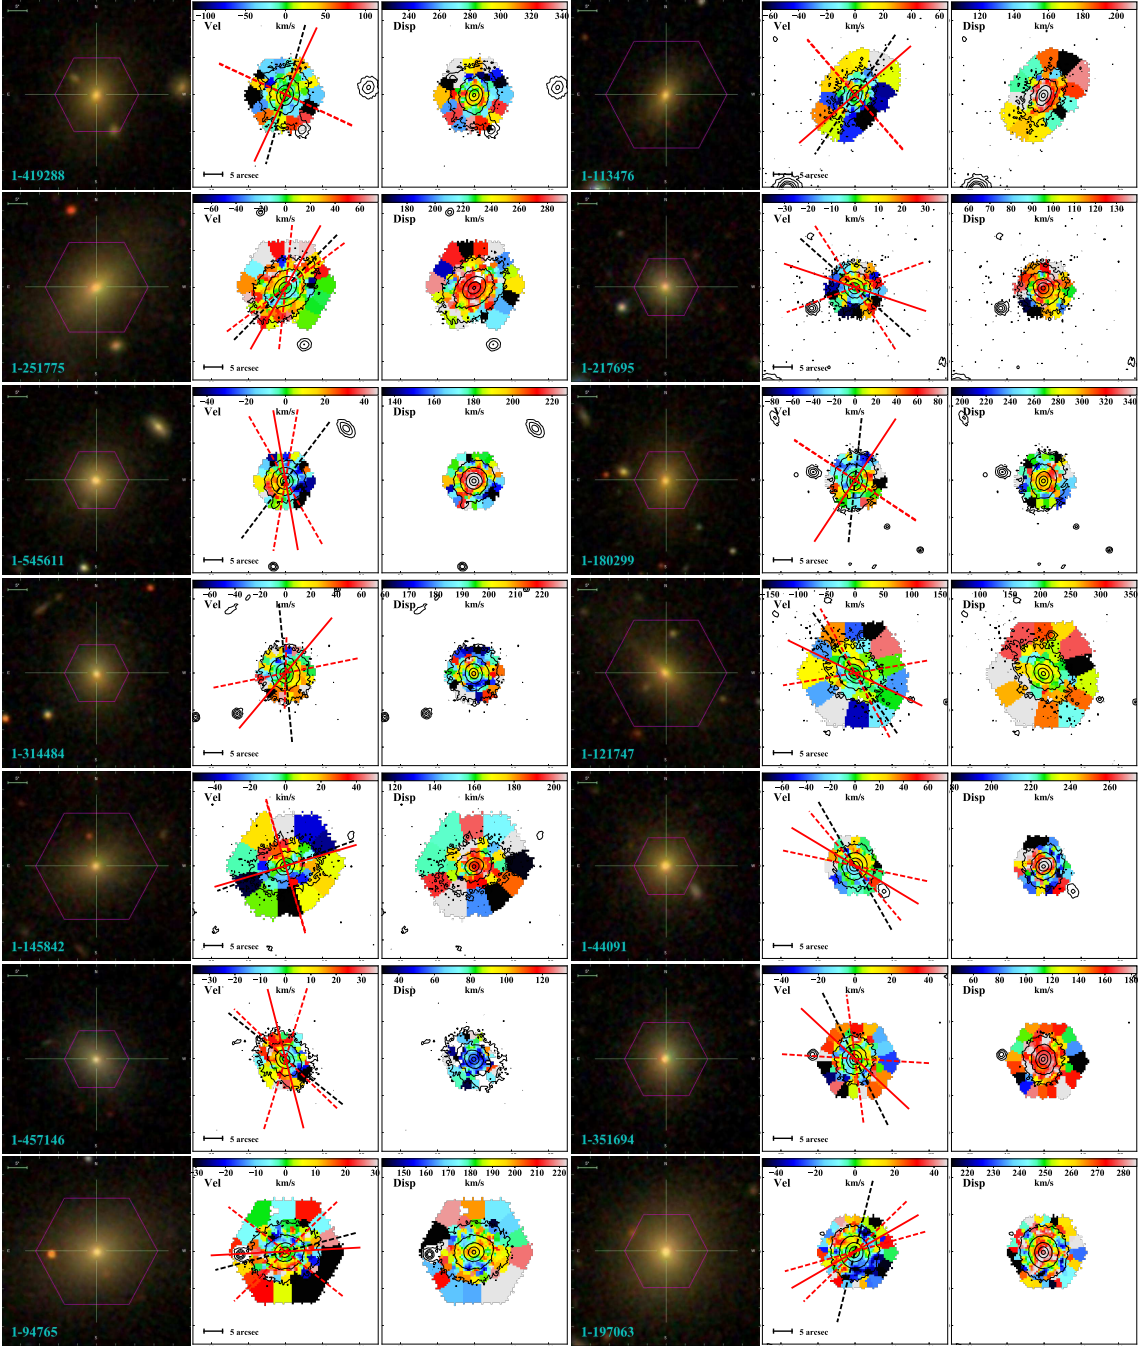 −100 −50 0 50 100
Vel km/s
5 arcsec
240 260 280 300 320 340
Disp km/s
1-419288
−60 −40 −20 0 20 40 60
Vel km/s
5 arcsec
120 140 160 180 200
Disp km/s
1-113476
−60 −40 −20 0 20 40 60
Vel km/s
5 arcsec
180 200 220 240 260 280
Disp km/s
1-251775
−30 −20 −10 0 10 20 30
Vel km/s
5 arcsec
60 70 80 90 100 110 120 130
Disp km/s
1-217695
−40 −20 0 20 40
Vel km/s
5 arcsec
140 160 180 200 220
Disp km/s
1-545611
−80 −60 −40 −20 0 20 40 60 80
Vel km/s
5 arcsec
200 220 240 260 280 300 320 340
Disp km/s
1-180299
−60 −40 −20 0 20 40 60
Vel km/s
5 arcsec
160 170 180 190 200 210 220
Disp km/s
1-314484
−150 −100 −50 0 50 100 150
Vel km/s
5 arcsec
100 150 200 250 300 350
Disp km/s
1-121747
−40 −20 0 20 40
Vel km/s
5 arcsec
120 140 160 180 200
Disp km/s
1-145842
−60 −40 −20 0 20 40 60
Vel km/s
5 arcsec
200 220 240 260
Disp km/s
1-44091
−30 −20 −10 0 10 20 30
Vel km/s
5 arcsec
40 60 80 100 120
Disp km/s
1-457146
−40 −20 0 20 40
Vel km/s
5 arcsec
60 80 100 120 140 160 180
Disp km/s
1-351694
−30 −20 −10 0 10 20 30
Vel km/s
5 arcsec
150 160 170 180 190 200 210 220
Disp km/s
1-94765
−40 −20 0 20 40
Vel km/s
5 arcsec
220 230 240 250 260 270 280
Disp km/s
1-197063